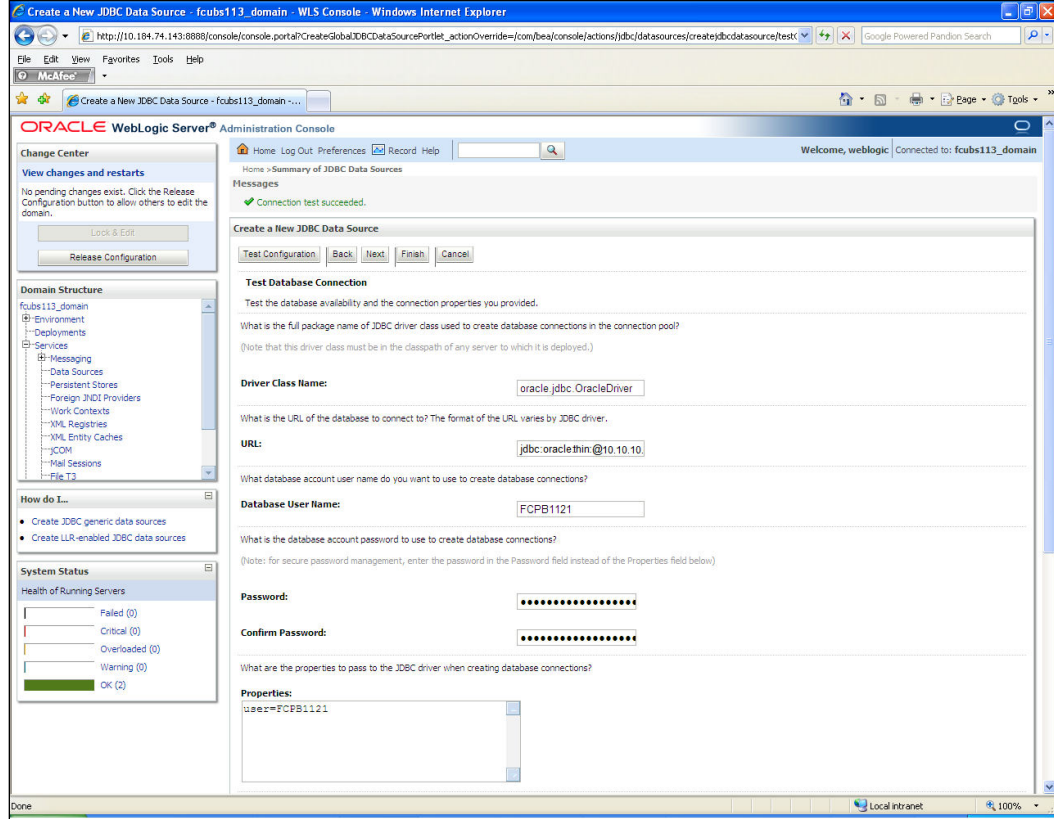 Create a New JDBC Data Source - fcubs113_domain - WLS Console - Windows Internet Explorer
http://10.184.74.143:8888/console/console.portal?CreateGlobalJDBCDataSourcePortlet_actionOverride=/com/bea/console/actions/jdbc/datasources/createjdbcdatasource/test(
Google Powered Pandion Search
File Edit View Favorites Tools Help
McAfee
Create a New JDBC Data Source - fcubs113_domain -...
Page Tools
ORACLE WebLogic Server® Administration Console
Change Center
View changes and restarts
No pending changes exist. Click the Release
Configuration button to allow others to edit the
domain.
Lock & Edit
Release Configuration
Domain Structure
fcubs113_domain
Environment
Deployments
Services
Messaging
Data Sources
Persistent Stores
Foreign JNDI Providers
Work Contexts
XML Registries
XML Entity Caches
jCOM
Mail Sessions
File T3
How do I...
Create JDBC generic data sources
Create LLR-enabled JDBC data sources
System Status
Health of Running Servers
Failed (0)
Critical (0)
Overloaded (0)
Warning (0)
OK (2)
Home Log Out Preferences Record Help
Welcome, weblogic Connected to: fcubs113_domain
Home >Summary of JDBC Data Sources
Messages
Connection test succeeded.
Create a New JDBC Data Source
Test Configuration Back Next Finish Cancel
Test Database Connection
Test the database availability and the connection properties you provided.
What is the full package name of JDBC driver class used to create database connections in the connection pool?
(Note that this driver class must be in the classpath of any server to which it is deployed.)
Driver Class Name: oracle.jdbc.OracleDriver
What is the URL of the database to connect to? The format of the URL varies by JDBC driver.
URL: jdbc:oracle:thin:@10.10.10.
What database account user name do you want to use to create database connections?
Database User Name: FCPB1121
What is the database account password to use to create database connections?
(Note: for secure password management, enter the password in the Password field instead of the Properties field below)
Password: ••••••••••••••••••
Confirm Password: ••••••••••••••••••
What are the properties to pass to the JDBC driver when creating database connections?
Properties:
user=FCPB1121
Done
Local intranet
100%